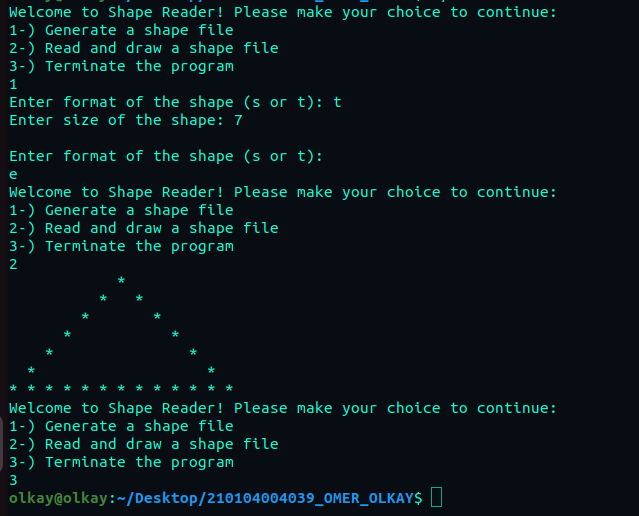 Welcome to Shape Reader! Please make your choice to continue:
1-) Generate a shape file
2-) Read and draw a shape file
3-) Terminate the program
1
Enter format of the shape (s or t): t
Enter size of the shape: 7

Enter format of the shape (s or t):
e
Welcome to Shape Reader! Please make your choice to continue:
1-) Generate a shape file
2-) Read and draw a shape file
3-) Terminate the program
2
            *
          *   *
        *       *
      *           *
    *               *
  *                   *
* * * * * * * * * * * * *
Welcome to Shape Reader! Please make your choice to continue:
1-) Generate a shape file
2-) Read and draw a shape file
3-) Terminate the program
3
olkay@olkay:~/Desktop/210104004039_OMER_OLKAY$